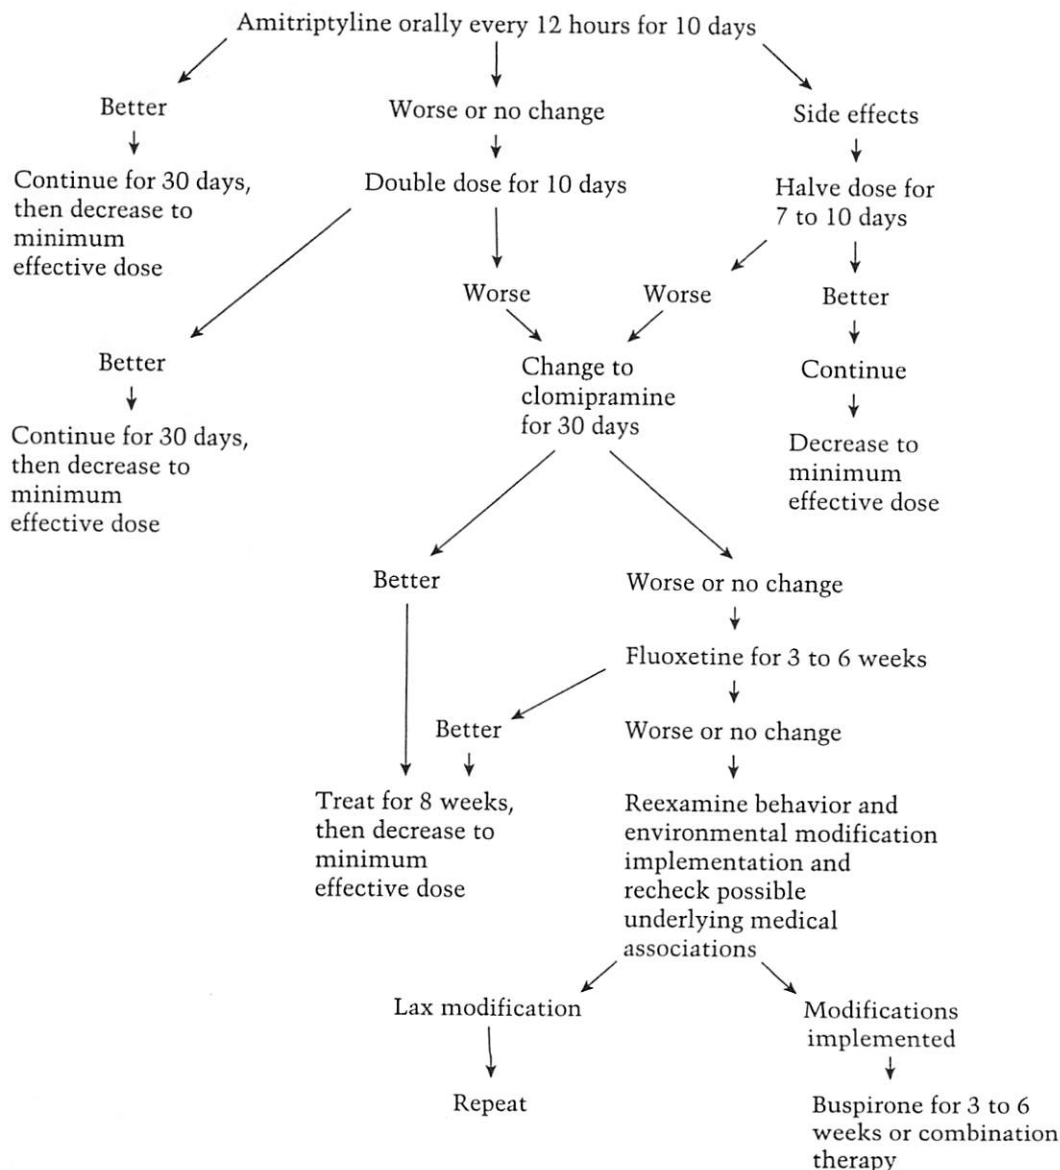 Amitriptyline orally every 12 hours for 10 days
Better
Worse or no change
Side effects
Continue for 30 days,
then decrease to
minimum
effective dose
Double dose for 10 days
Halve dose for
7 to 10 days
Worse
Worse
Better
Better
Change to
clomipramine
for 30 days
Continue
Continue for 30 days,
then decrease to
minimum
effective dose
Decrease to
minimum
effective dose
Better
Worse or no change
Fluoxetine for 3 to 6 weeks
Better
Worse or no change
Treat for 8 weeks,
then decrease to
minimum
effective dose
Reexamine behavior and
environmental modification
implementation and
recheck possible
underlying medical
associations
Lax modification
Modifications
implemented
Repeat
Buspirone for 3 to 6
weeks or combination
therapy